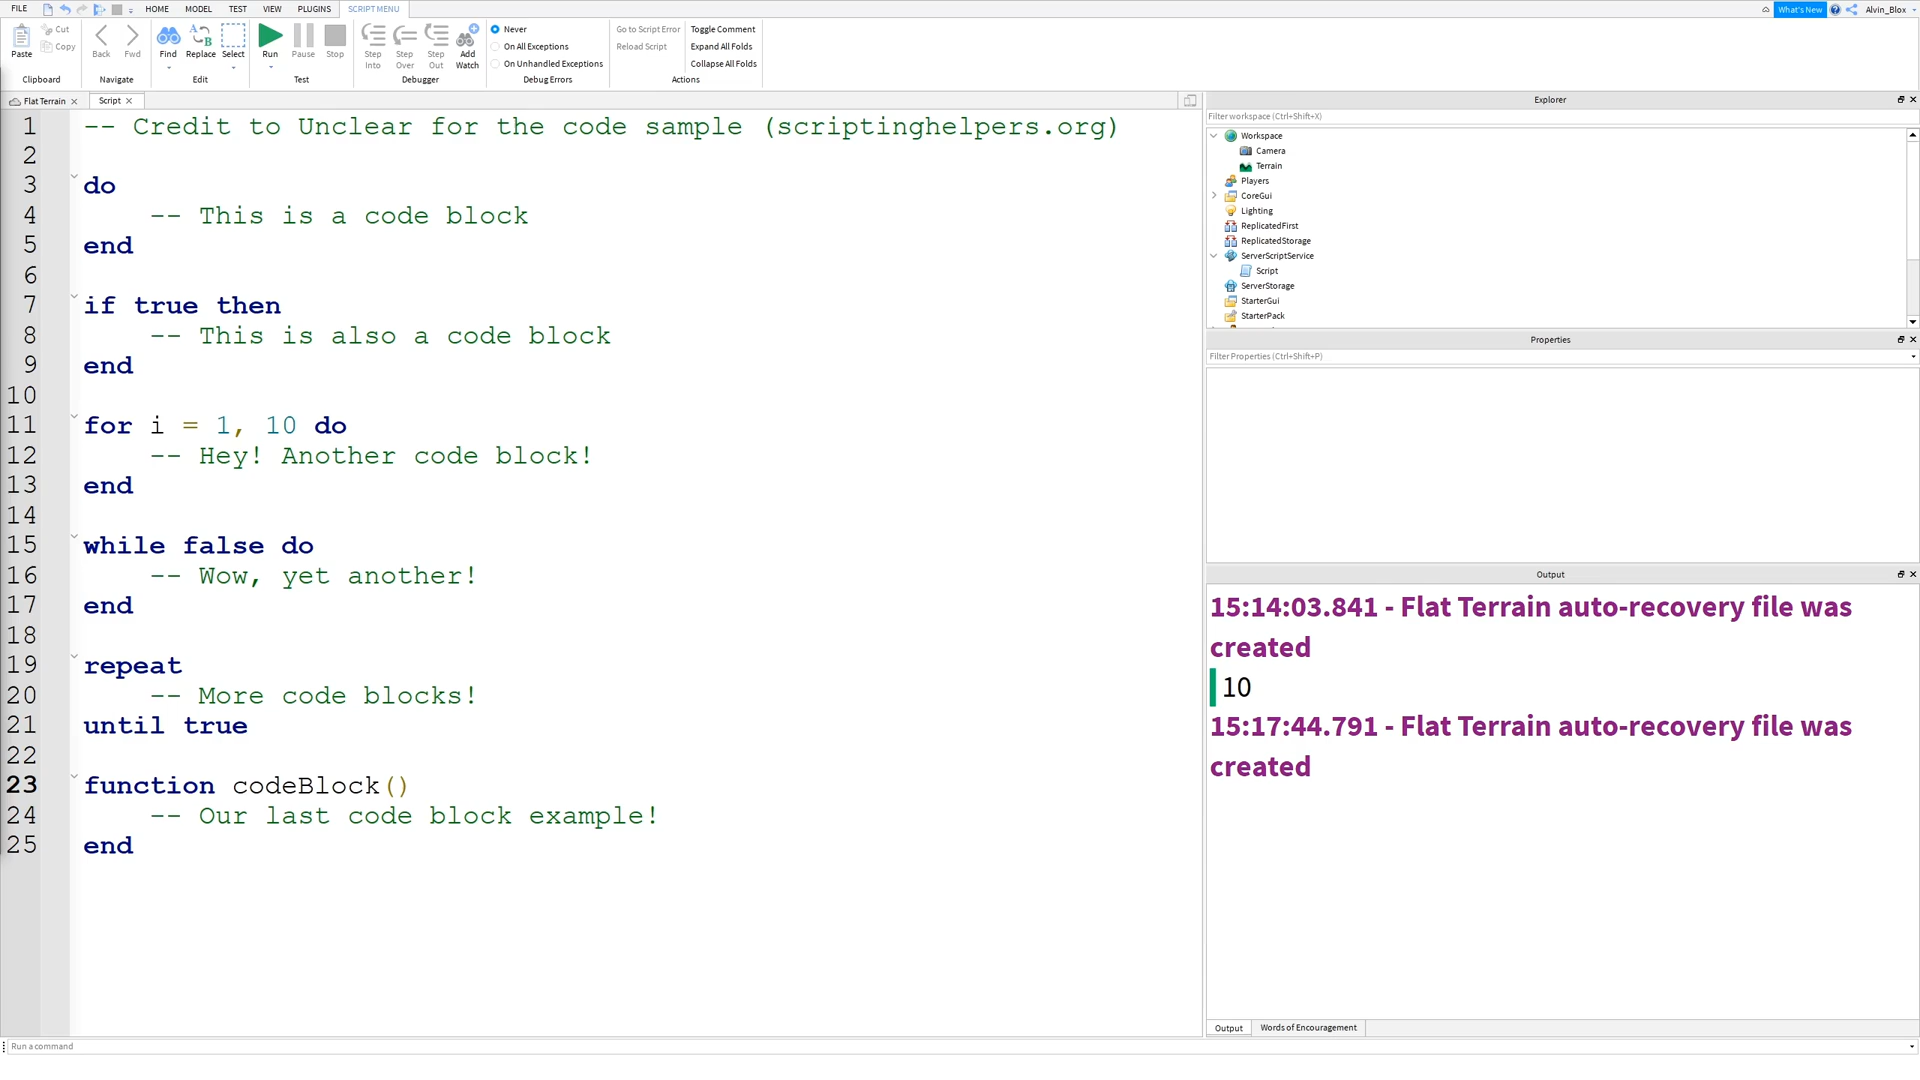 FILE HOME MODEL TEST VIEW PLUGINS SCRIPT MENU What's New Alvin_Blox
Paste Cut Copy Back Fwd Find Replace Select Run Pause Stop Step Into Step Over Step Out Add Watch
Never
On All Exceptions
On Unhandled Exceptions
Go to Script Error
Reload Script
Toggle Comment
Expand All Folds
Collapse All Folds
Clipboard Navigate Edit Test Debugger Debug Errors Actions
Flat Terrain Script
1 -- Credit to Unclear for the code sample (scriptinghelpers.org)
2
3 do
4 -- This is a code block
5 end
6
7 if true then
8 -- This is also a code block
9 end
10
11 for i = 1, 10 do
12 -- Hey! Another code block!
13 end
14
15 while false do
16 -- Wow, yet another!
17 end
18
19 repeat
20 -- More code blocks!
21 until true
22
23 function codeBlock()
24 -- Our last code block example!
25 end
Explorer
Filter workspace (Ctrl+Shift+X)
Workspace
Camera
Terrain
Players
CoreGui
Lighting
ReplicatedFirst
ReplicatedStorage
ServerScriptService
Script
ServerStorage
StarterGui
StarterPack
Properties
Filter Properties (Ctrl+Shift+P)
Output
15:14:03.841 - Flat Terrain auto-recovery file was
created
10
15:17:44.791 - Flat Terrain auto-recovery file was
created
Output Words of Encouragement
Run a command